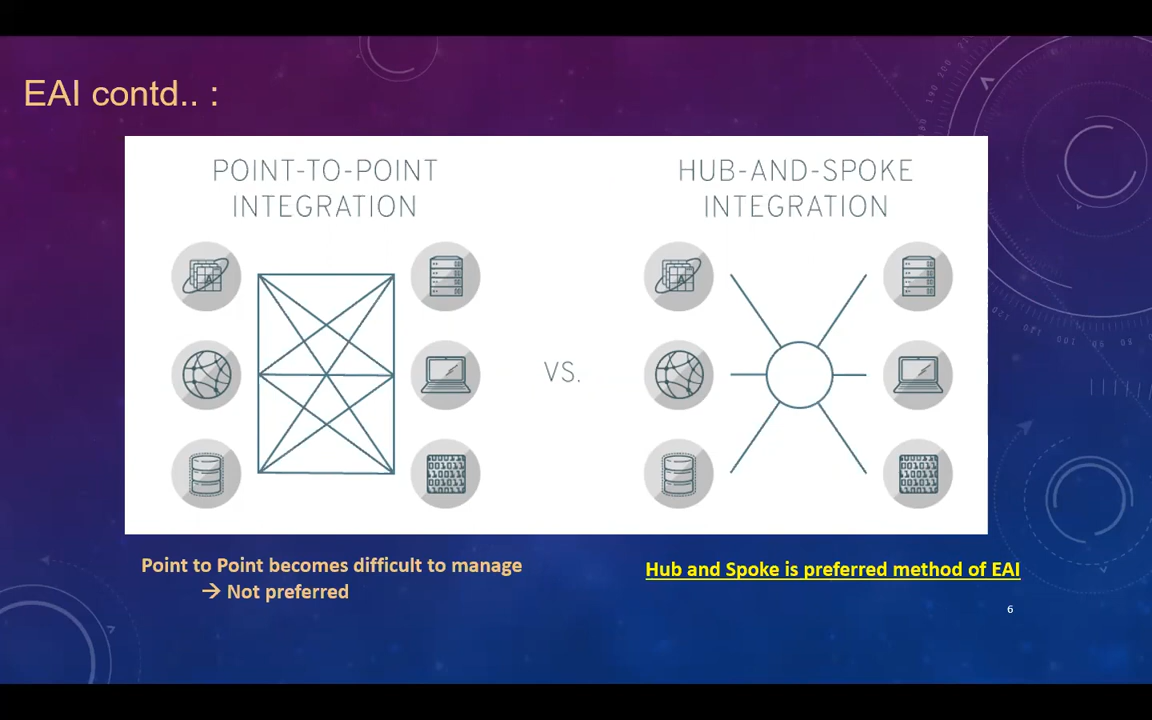 EAI contd.. :
POINT-TO-POINT
INTEGRATION
HUB-AND-SPOKE
INTEGRATION
VS.
Point to Point becomes difficult to manage
→ Not preferred
Hub and Spoke is preferred method of EAI
6